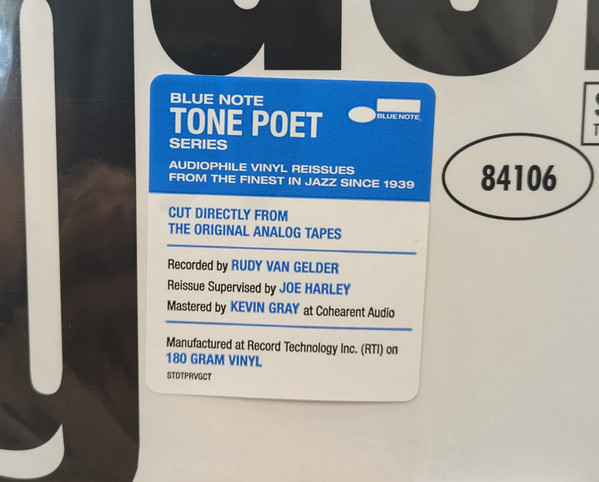 BLUE NOTE
TONE POET
SERIES
BLUE NOTE.
AUDIOPHILE VINYL REISSUES
FROM THE FINEST IN JAZZ SINCE 1939
CUT DIRECTLY FROM
THE ORIGINAL ANALOG TAPES
Recorded by RUDY VAN GELDER
Reissue Supervised by JOE HARLEY
Mastered by KEVIN GRAY at Cohearent Audio
Manufactured at Record Technology Inc. (RTI) on
180 GRAM VINYL
STDTPRVGCT
84106